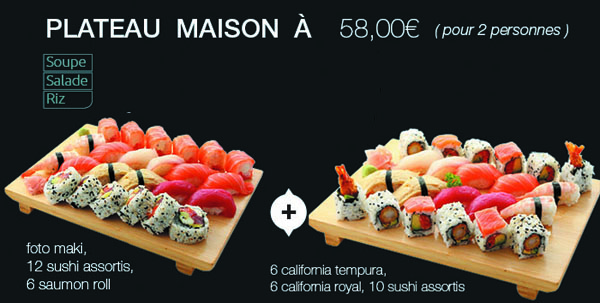 PLATEAU MAISON À 58,00€ (pour 2 personnes)
Soupe
Salade
Riz
foto maki,
12 sushi assortis,
6 saumon roll
+
6 california tempura,
6 california royal, 10 sushi assortis